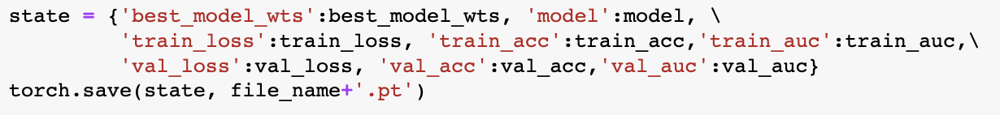 state = {'best_model_wts':best_model_wts, 'model':model, \
'train_loss':train_loss, 'train_acc':train_acc,'train_auc':train_auc,\
'val_loss':val_loss, 'val_acc':val_acc,'val_auc':val_auc}
torch.save(state, file_name+'.pt')